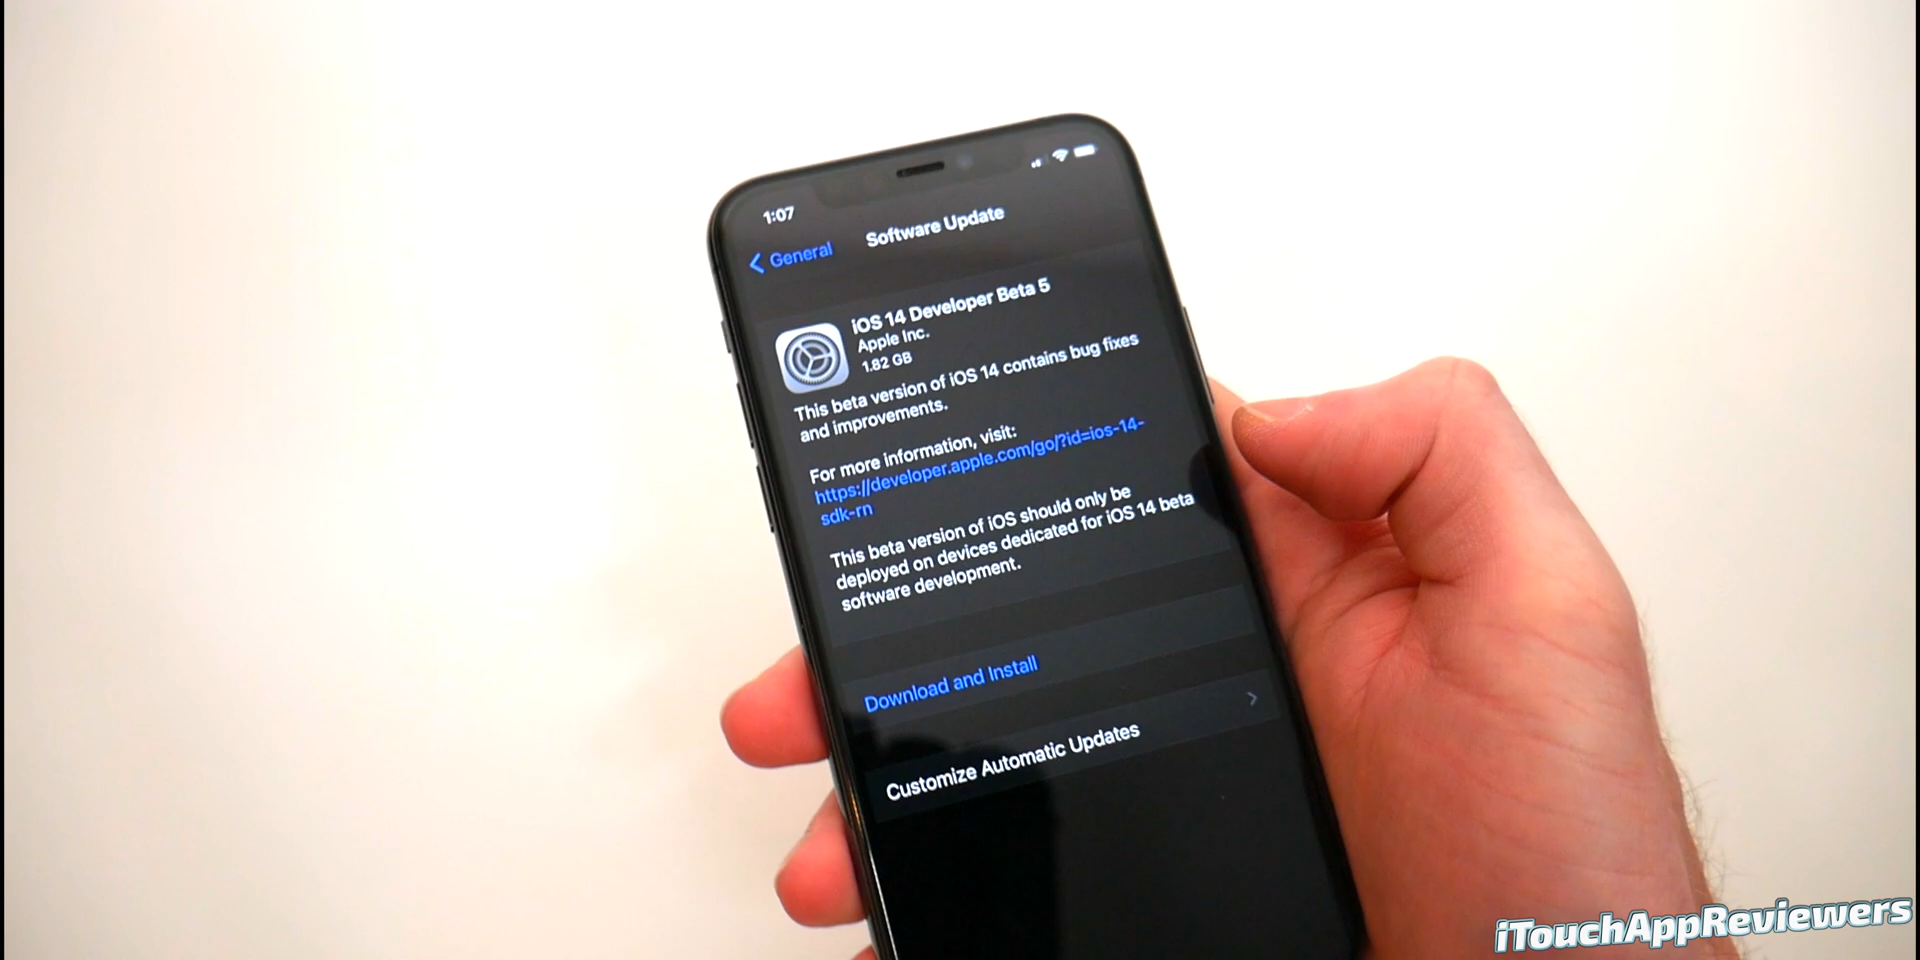 1:07
General
Software Update
iOS 14 Developer Beta 5
Apple Inc.
1.82 GB
This beta version of iOS 14 contains bug fixes
and improvements.
For more information, visit:
https://developer.apple.com/go/?id=ios-14-
sdk-rn
This beta version of iOS should only be
deployed on devices dedicated for iOS 14 beta
software development.
Download and Install
Customize Automatic Updates
iTouchAppReviewers